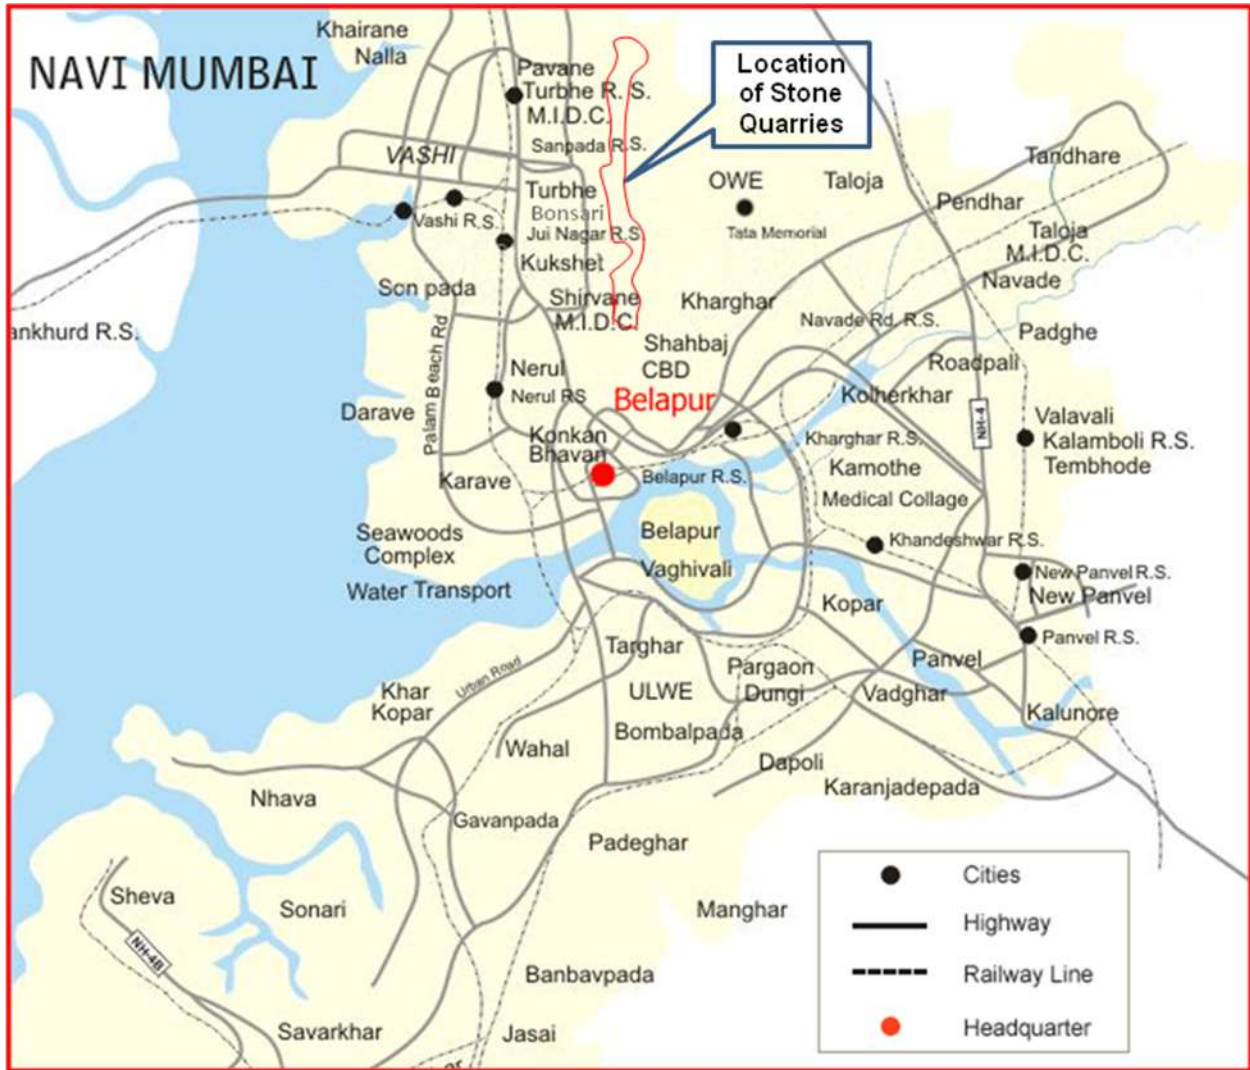 NAVI MUMBAI
Khairane
Nalla
Pavane
Turbhe R. S.
M.I.D.C.
Location
of Stone
Quarries
Sanpada R.S.
VASHI
Turbhe
Bonsari
Vashi R.S.
Jui Nagar R.S.
Kukshet
OWE
Taloja
Tata Memorial
Tandhare
Pendhar
Taloja
M.I.D.C.
Navade
Son pada
Shirvane
M.I.D.C.
Kharghar
Navade Rd. R.S.
Padghe
ankhurd R.S.
Palam Beach Rd
Shahbaj
CBD
Belapur
Roadpali
Nerul
Nerul RS
Kolherkhar
NH-4
Darave
Konkan
Bhavan
Kharghar R.S.
Valavali
Kalamboli R.S.
Tembhode
Karave
Belapur R.S.
Kamothe
Medical Collage
Seawoods
Complex
Belapur
Khandeshwar R.S.
Water Transport
Vaghivali
New Panvel R.S.
New Panvel
Kopar
Targhar
Panvel R.S.
Urban Road
Pargaon
Dungi
Panvel
Khar
Kopar
ULWE
Vadghar
Bombalpada
Kalunore
Wahal
Dapoli
Karanjadepada
Nhava
Gavanpada
Padeghar
Sheva
Sonari
Manghar
NH-4B
Banbavpada
Savarkhar
Jasai
Cities
Highway
Railway Line
Headquarter